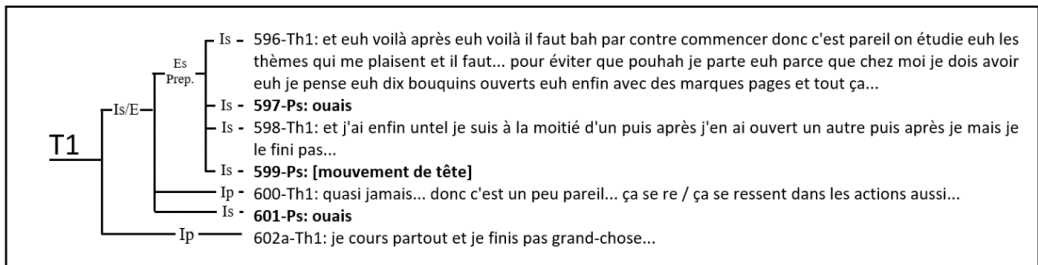 Is - 596-Th1: et euh voilà après euh voilà il faut bah par contre commencer donc c'est pareil on étudie euh les
thèmes qui me plaisent et il faut... pour éviter que pouhah je parte euh parce que chez moi je dois avoir
Es
Prep.
euh je pense euh dix bouquins ouverts euh enfin avec des marques pages et tout ça...
Is/E
Is - 597-Ps: ouais
Is - 598-Th1: et j'ai enfin untel je suis à la moitié d'un puis après j'en ai ouvert un autre puis après je mais je
le fini pas...
T1
Is - 599-Ps: [mouvement de tête]
Ip - 600-Th1: quasi jamais... donc c'est un peu pareil... ça se re / ça se ressent dans les actions aussi...
Is - 601-Ps: ouais
Ip - 602a-Th1: je cours partout et je finis pas grand-chose...